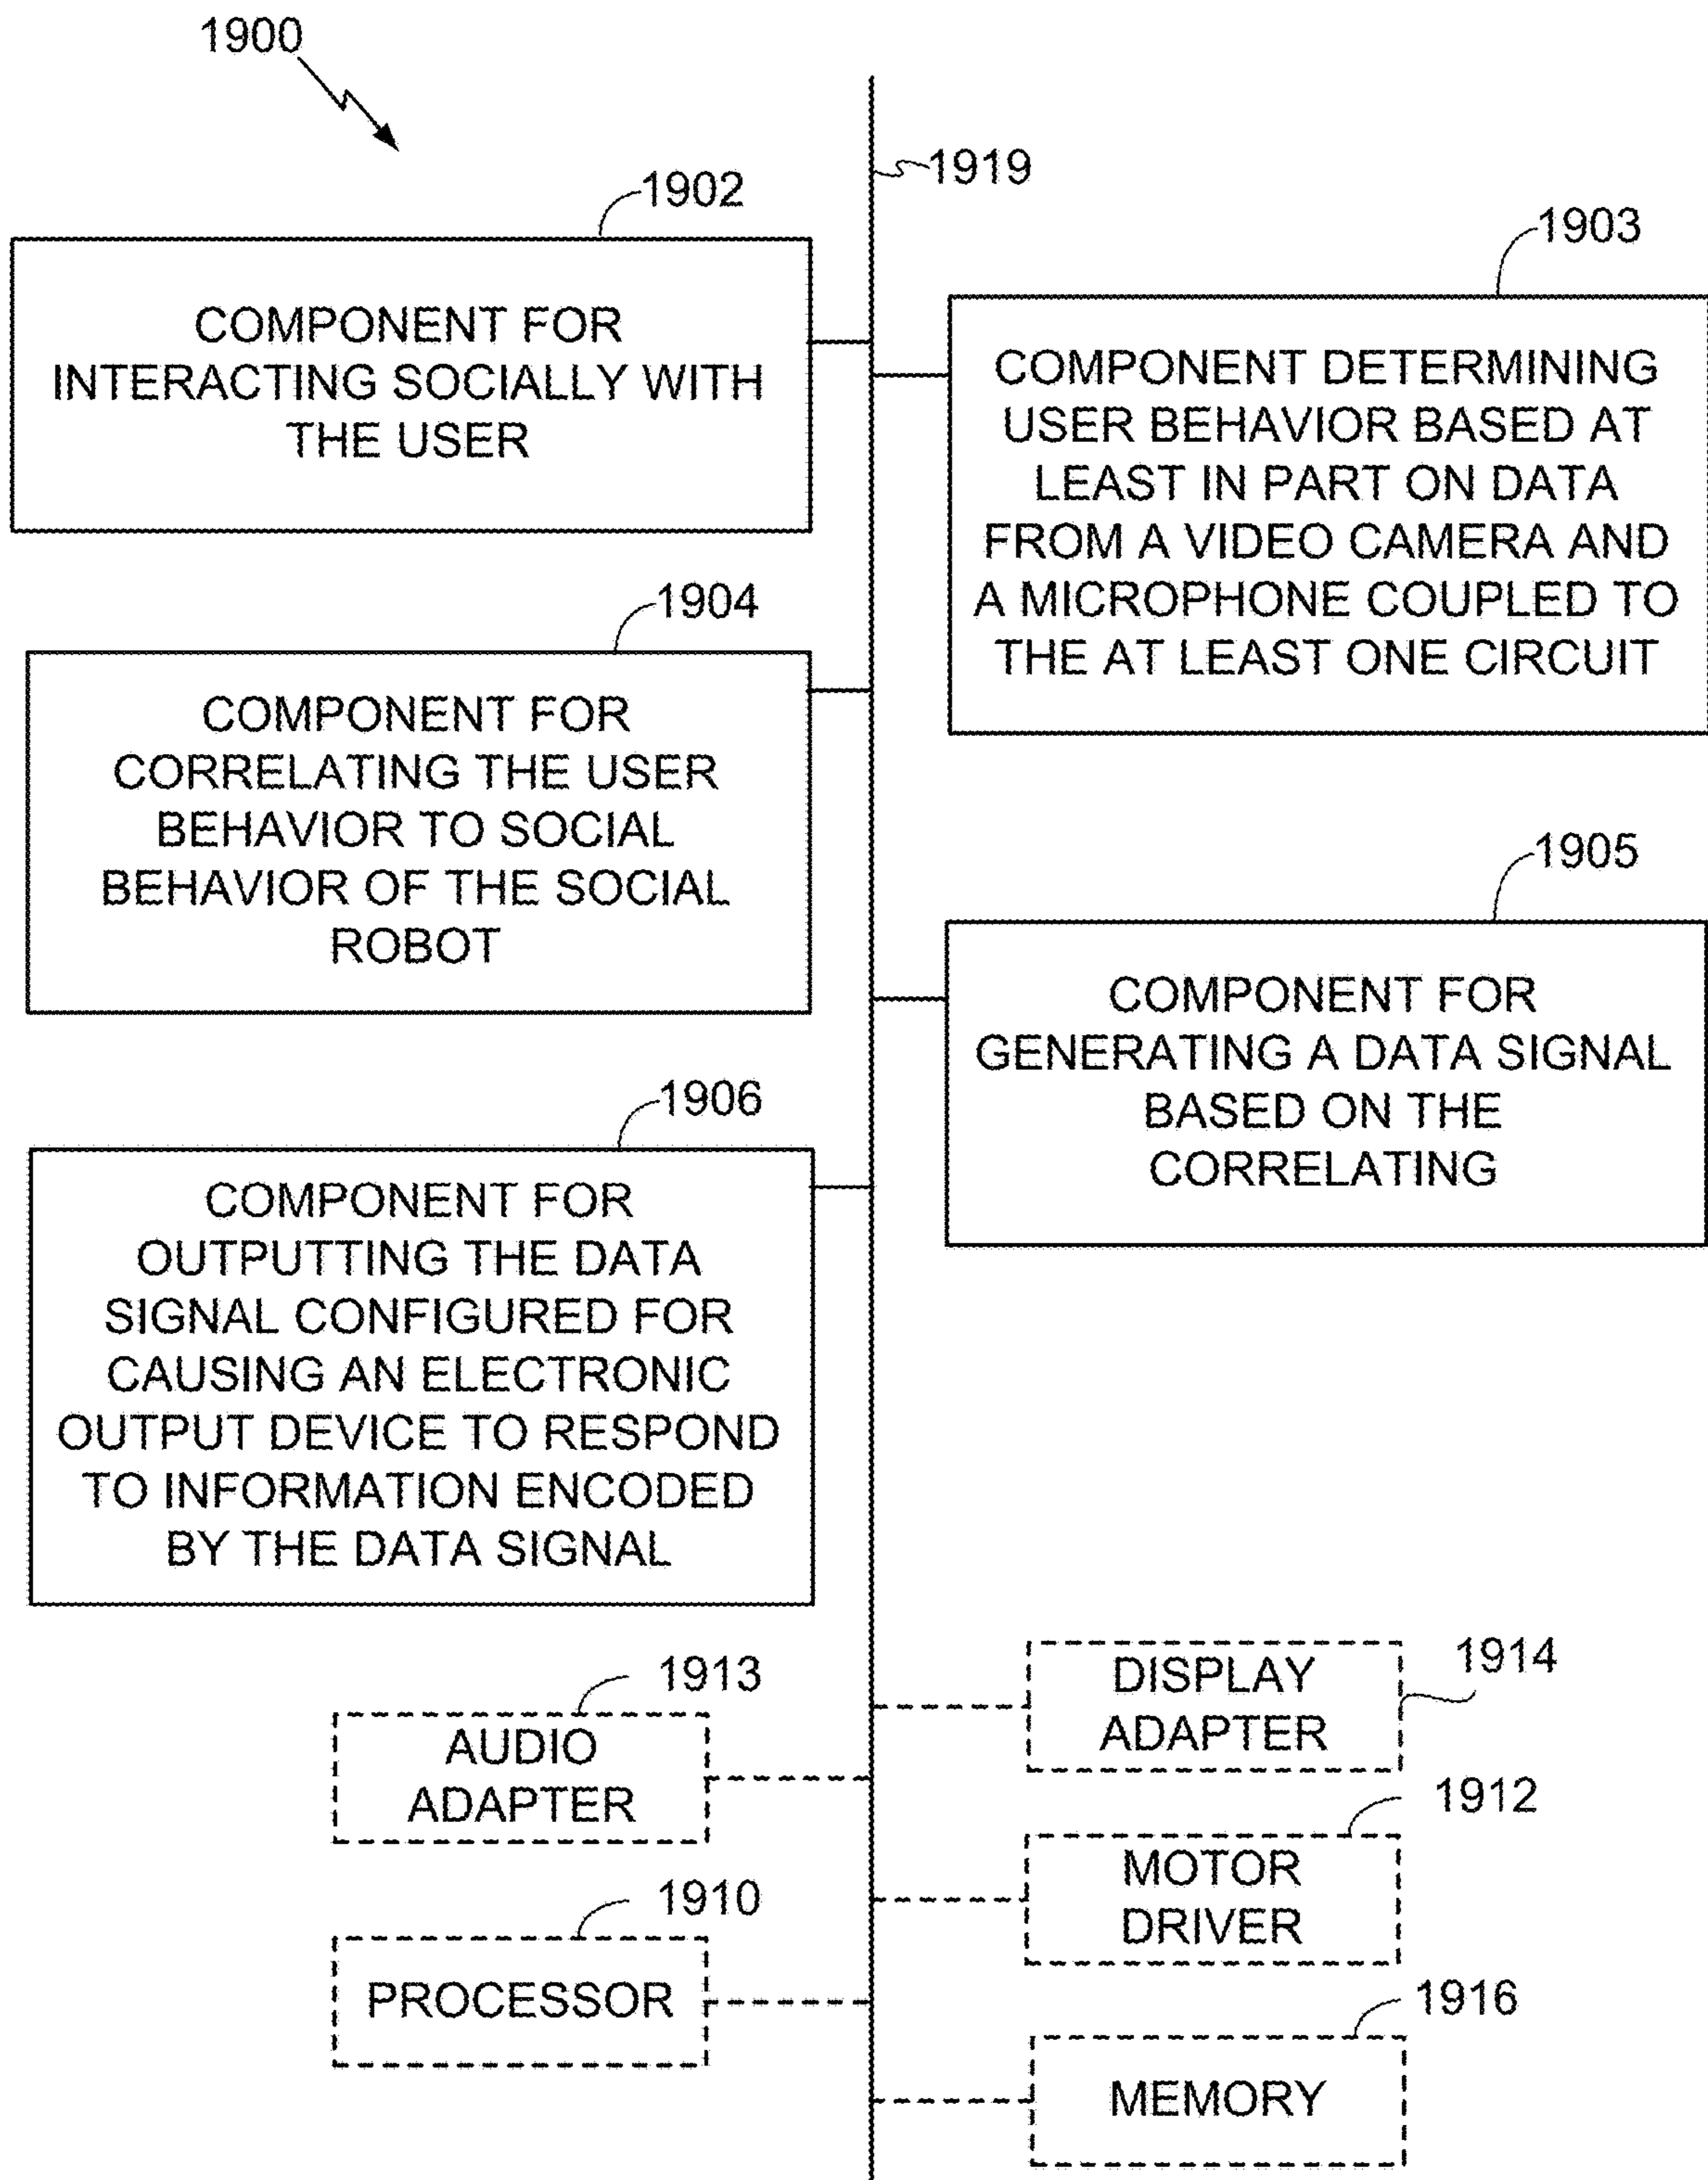 1900
1919
1902
COMPONENT FOR
INTERACTING SOCIALLY WITH
THE USER
1903
COMPONENT DETERMINING
USER BEHAVIOR BASED AT
LEAST IN PART ON DATA
FROM A VIDEO CAMERA AND
A MICROPHONE COUPLED TO
THE AT LEAST ONE CIRCUIT
1904
COMPONENT FOR
CORRELATING THE USER
BEHAVIOR TO SOCIAL
BEHAVIOR OF THE SOCIAL
ROBOT
1905
COMPONENT FOR
GENERATING A DATA SIGNAL
BASED ON THE
CORRELATING
1906
COMPONENT FOR
OUTPUTTING THE DATA
SIGNAL CONFIGURED FOR
CAUSING AN ELECTRONIC
OUTPUT DEVICE TO RESPOND
TO INFORMATION ENCODED
BY THE DATA SIGNAL
1914
DISPLAY
ADAPTER
1913
AUDIO
ADAPTER
1912
MOTOR
DRIVER
1910
PROCESSOR
1916
MEMORY